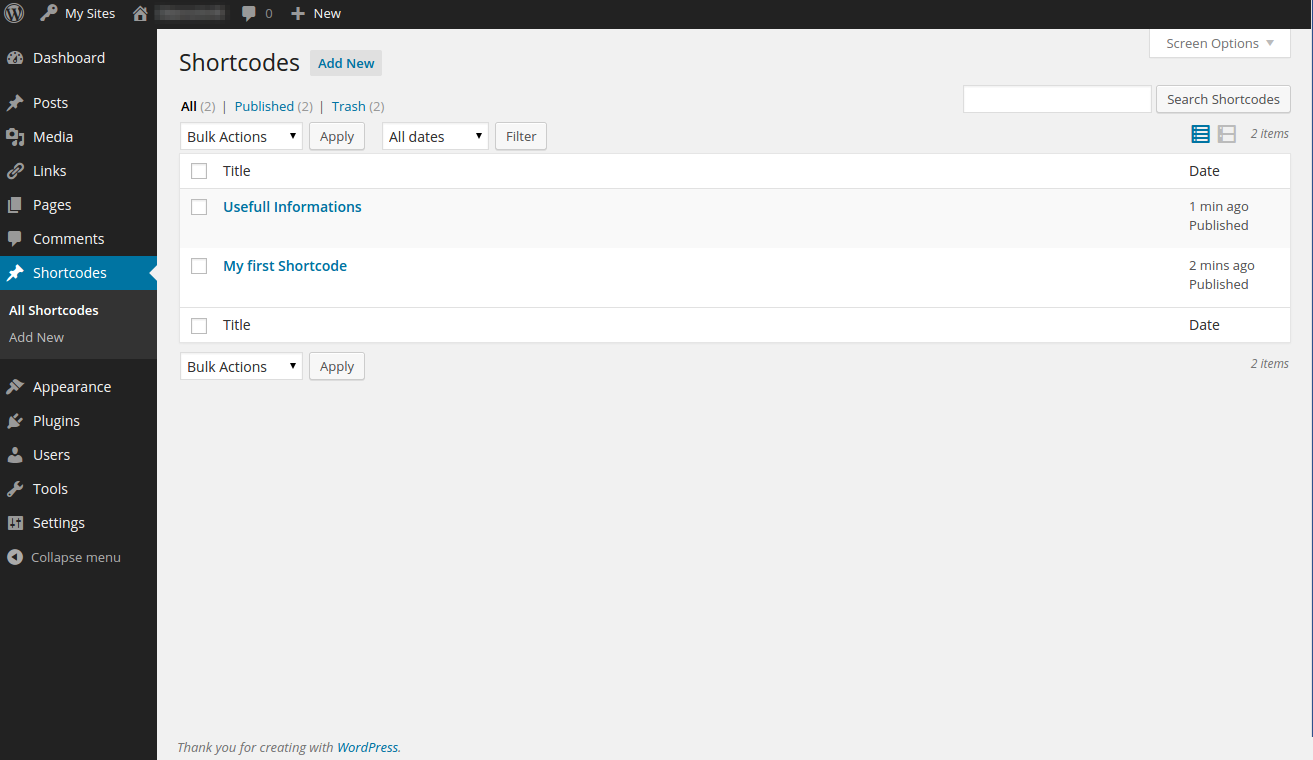 My Sites 0 New
Screen Options
Dashboard
Posts
Media
Links
Pages
Comments
Shortcodes
All Shortcodes
Add New
Appearance
Plugins
Users
Tools
Settings
Collapse menu
Shortcodes Add New
All (2) | Published (2) | Trash (2)
Search Shortcodes
Bulk Actions Apply All dates Filter 2 items
Title Date
Usefull Informations 1 min ago
Published
My first Shortcode 2 mins ago
Published
Title Date
Bulk Actions Apply 2 items
Thank you for creating with WordPress.